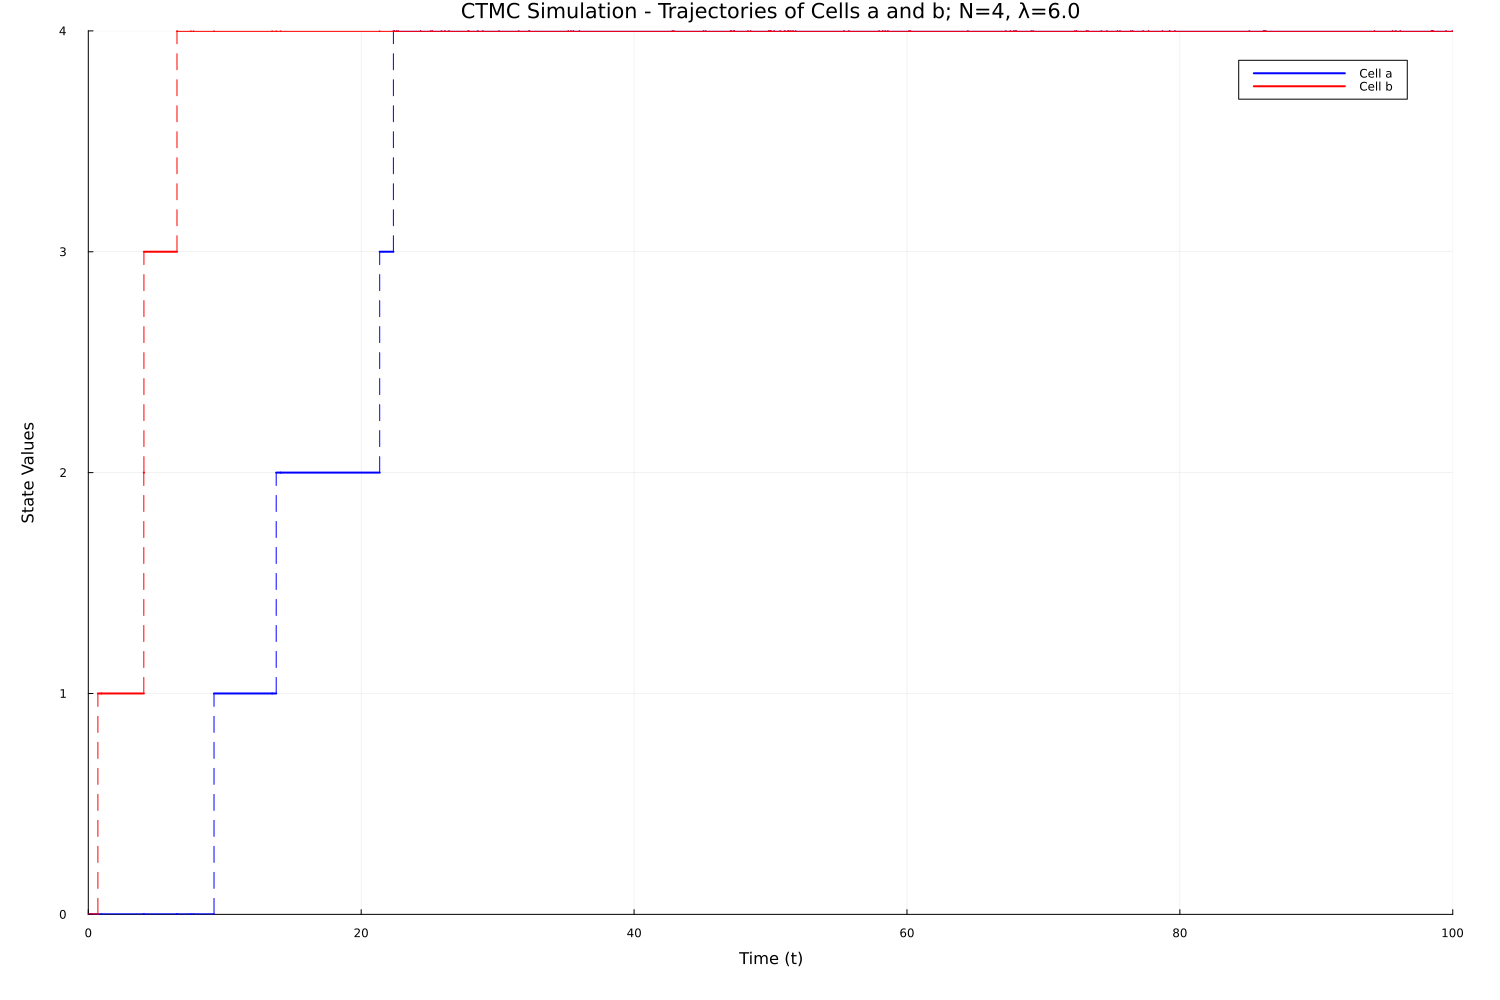 CTMC Simulation - Trajectories of Cells a and b; N=4, λ=6.0
4
3
2
1
0
State Values
Cell a
Cell b
0 20 40 60 80 100
Time (t)